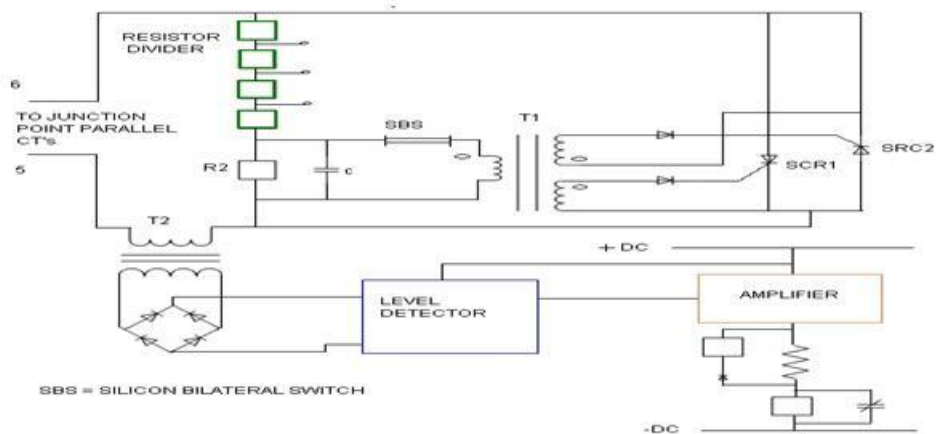 RESISTOR
DIVIDER
6
TO JUNCTION
POINT PARALLEL
CT's
5
SBS
T1
R2
c
SCR1
SRC2
T2
+ DC
LEVEL
DETECTOR
AMPLIFIER
SBS = SILICON BILATERAL SWITCH
-DC